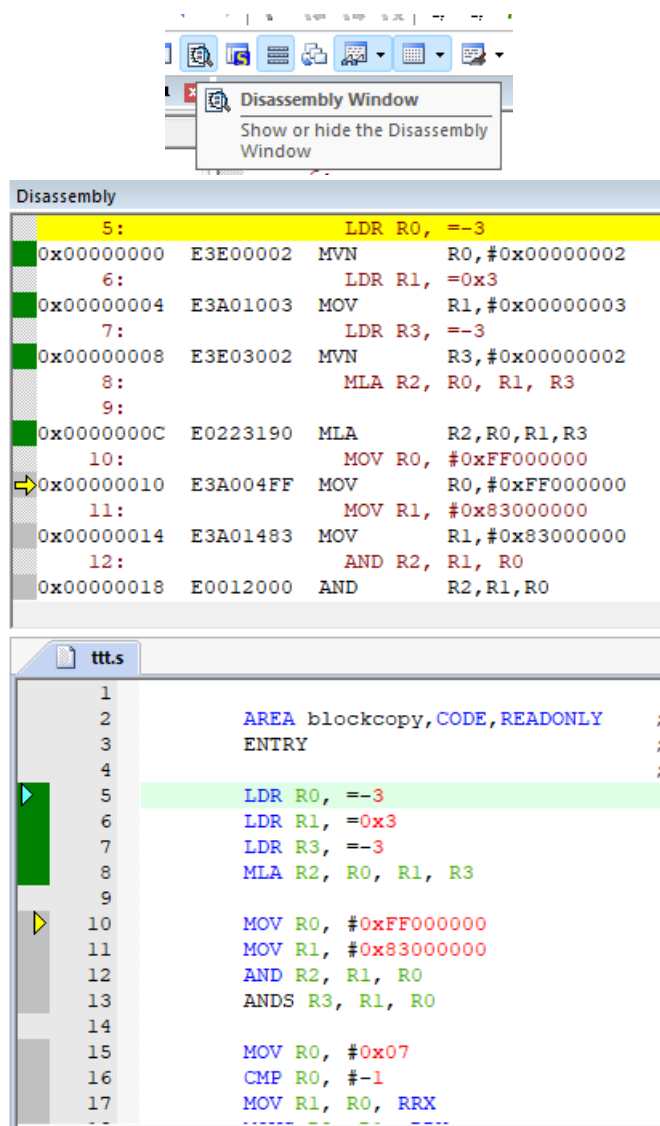 Disassembly Window
Show or hide the Disassembly
Window
Disassembly
5: LDR R0, =-3
0x00000000 E3E00002 MVN R0,#0x00000002
6: LDR R1, =0x3
0x00000004 E3A01003 MOV R1,#0x00000003
7: LDR R3, =-3
0x00000008 E3E03002 MVN R3,#0x00000002
8: MLA R2, R0, R1, R3
9:
0x0000000C E0223190 MLA R2,R0,R1,R3
10: MOV R0, #0xFF000000
0x00000010 E3A004FF MOV R0,#0xFF000000
11: MOV R1, #0x83000000
0x00000014 E3A01483 MOV R1,#0x83000000
12: AND R2, R1, R0
0x00000018 E0012000 AND R2,R1,R0
ttt.s
1
2 AREA blockcopy,CODE,READONLY ;
3 ENTRY ;
4 ;
5 LDR R0, =-3
6 LDR R1, =0x3
7 LDR R3, =-3
8 MLA R2, R0, R1, R3
9
10 MOV R0, #0xFF000000
11 MOV R1, #0x83000000
12 AND R2, R1, R0
13 ANDS R3, R1, R0
14
15 MOV R0, #0x07
16 CMP R0, #-1
17 MOV R1, R0, RRX